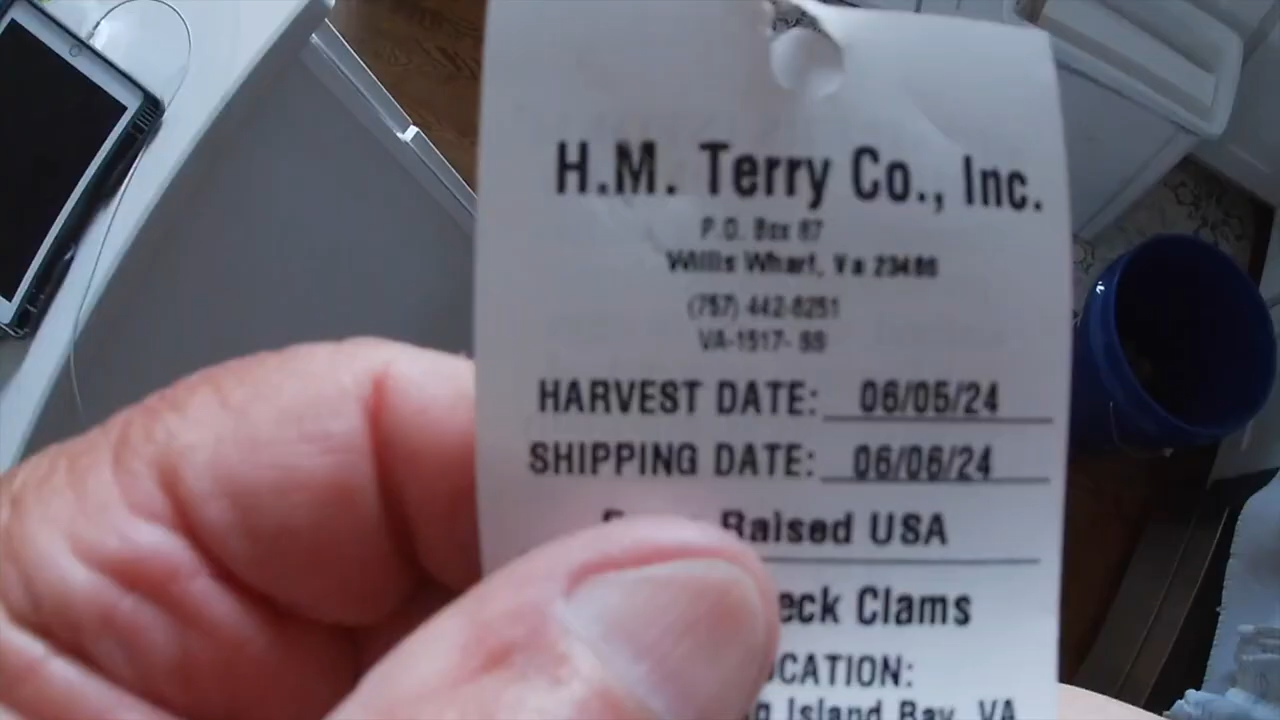 H.M. Terry Co., Inc.
P.O. Box 87
Willis Wharf, Va 23486
(757) 442-6251
VA-1517- SS
HARVEST DATE: 06/05/24
SHIPPING DATE: 06/06/24
Raised USA
eck Clams
OCATION:
g Island Bay, VA